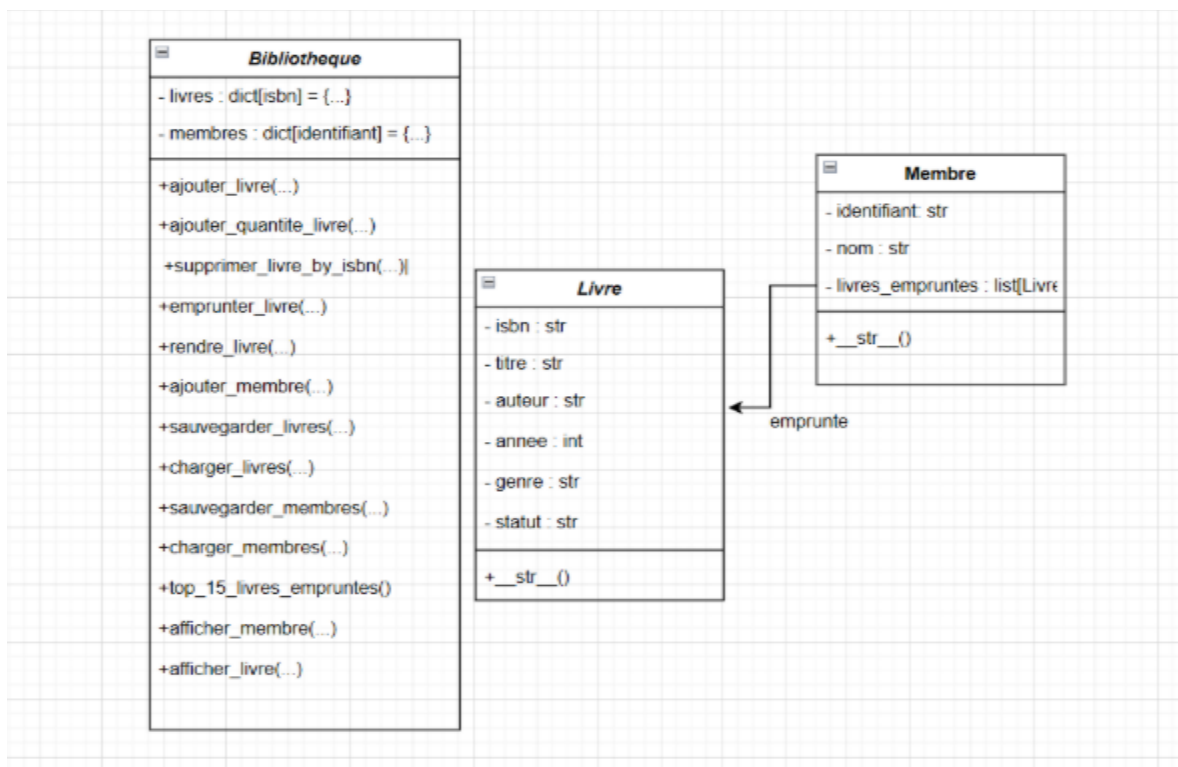 Bibliotheque
- livres : dict[isbn] = {...}
- membres : dict[identifiant] = {...}
+ajouter_livre(...)
+ajouter_quantite_livre(...)
+supprimer_livre_by_isbn(...)|
+emprunter_livre(...)
+rendre_livre(...)
+ajouter_membre(...)
+sauvegarder_livres(...)
+charger_livres(...)
+sauvegarder_membres(...)
+charger_membres(...)
+top_15_livres_empruntes()
+afficher_membre(...)
+afficher_livre(...)
Livre
- isbn : str
- titre : str
- auteur : str
- annee : int
- genre : str
- statut : str
+__str__()
Membre
- identifiant: str
- nom : str
- livres_empruntes : list[Livre
+__str__()
emprunte